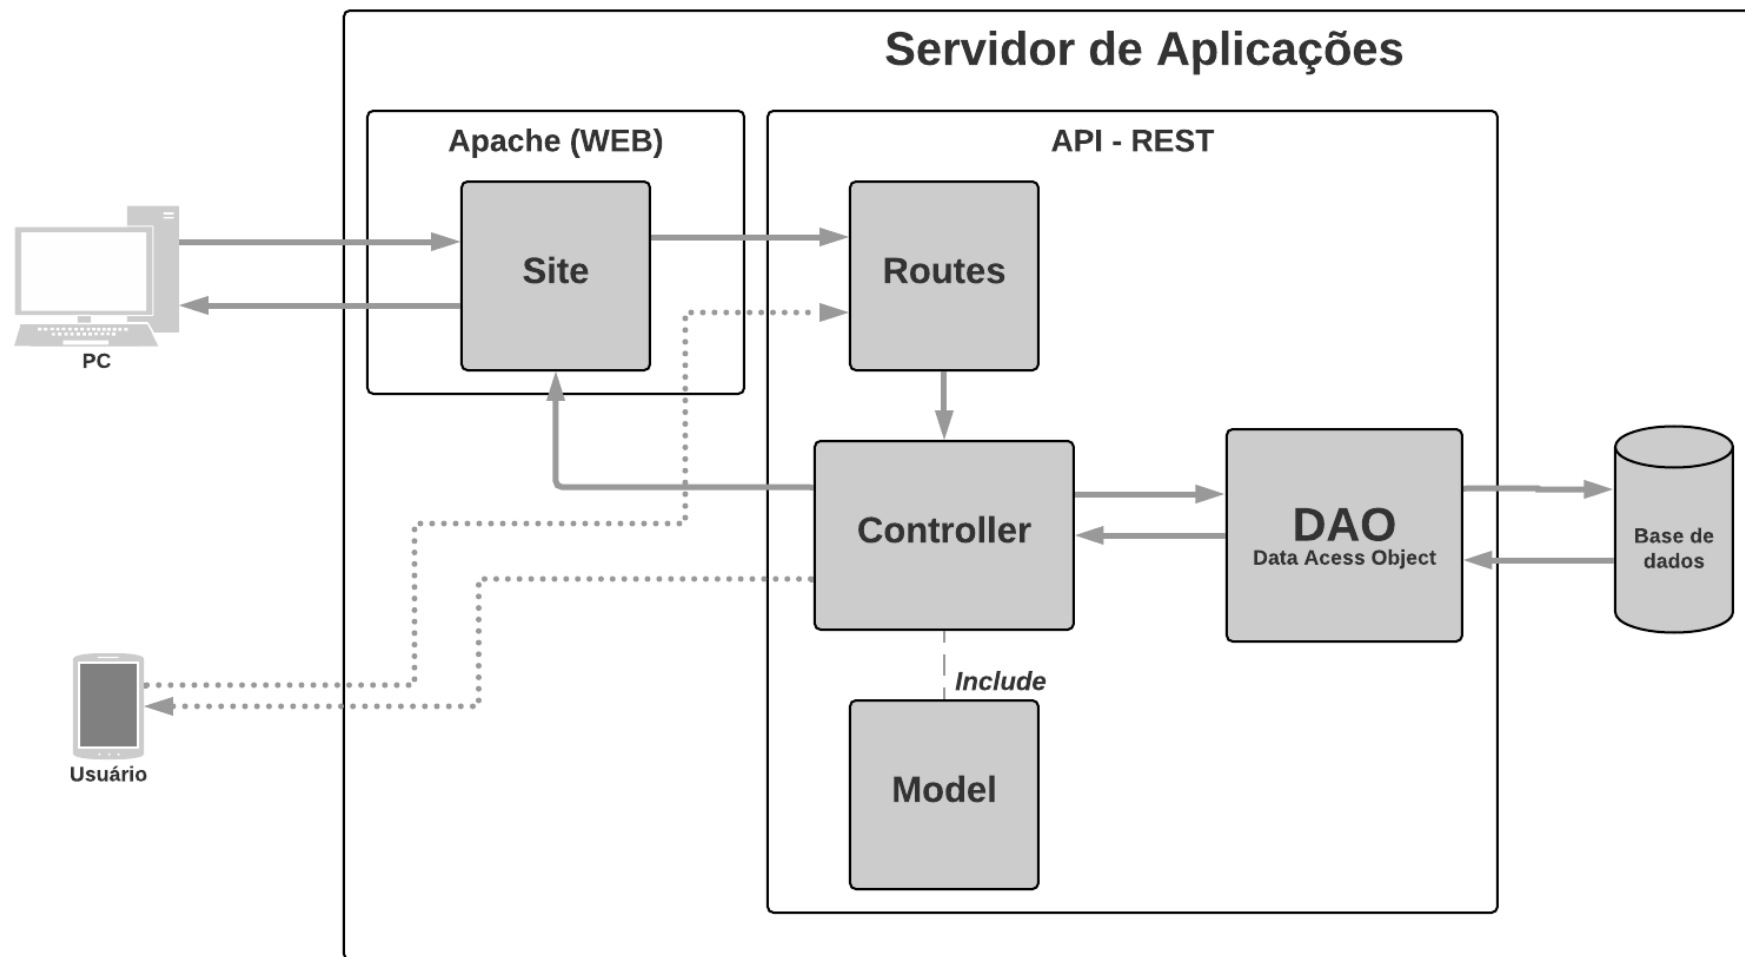 Servidor de Aplicações
Apache (WEB)
API - REST
Site
Routes
PC
Controller
DAO
Data Acess Object
Base de
dados
Include
Usuário
Model